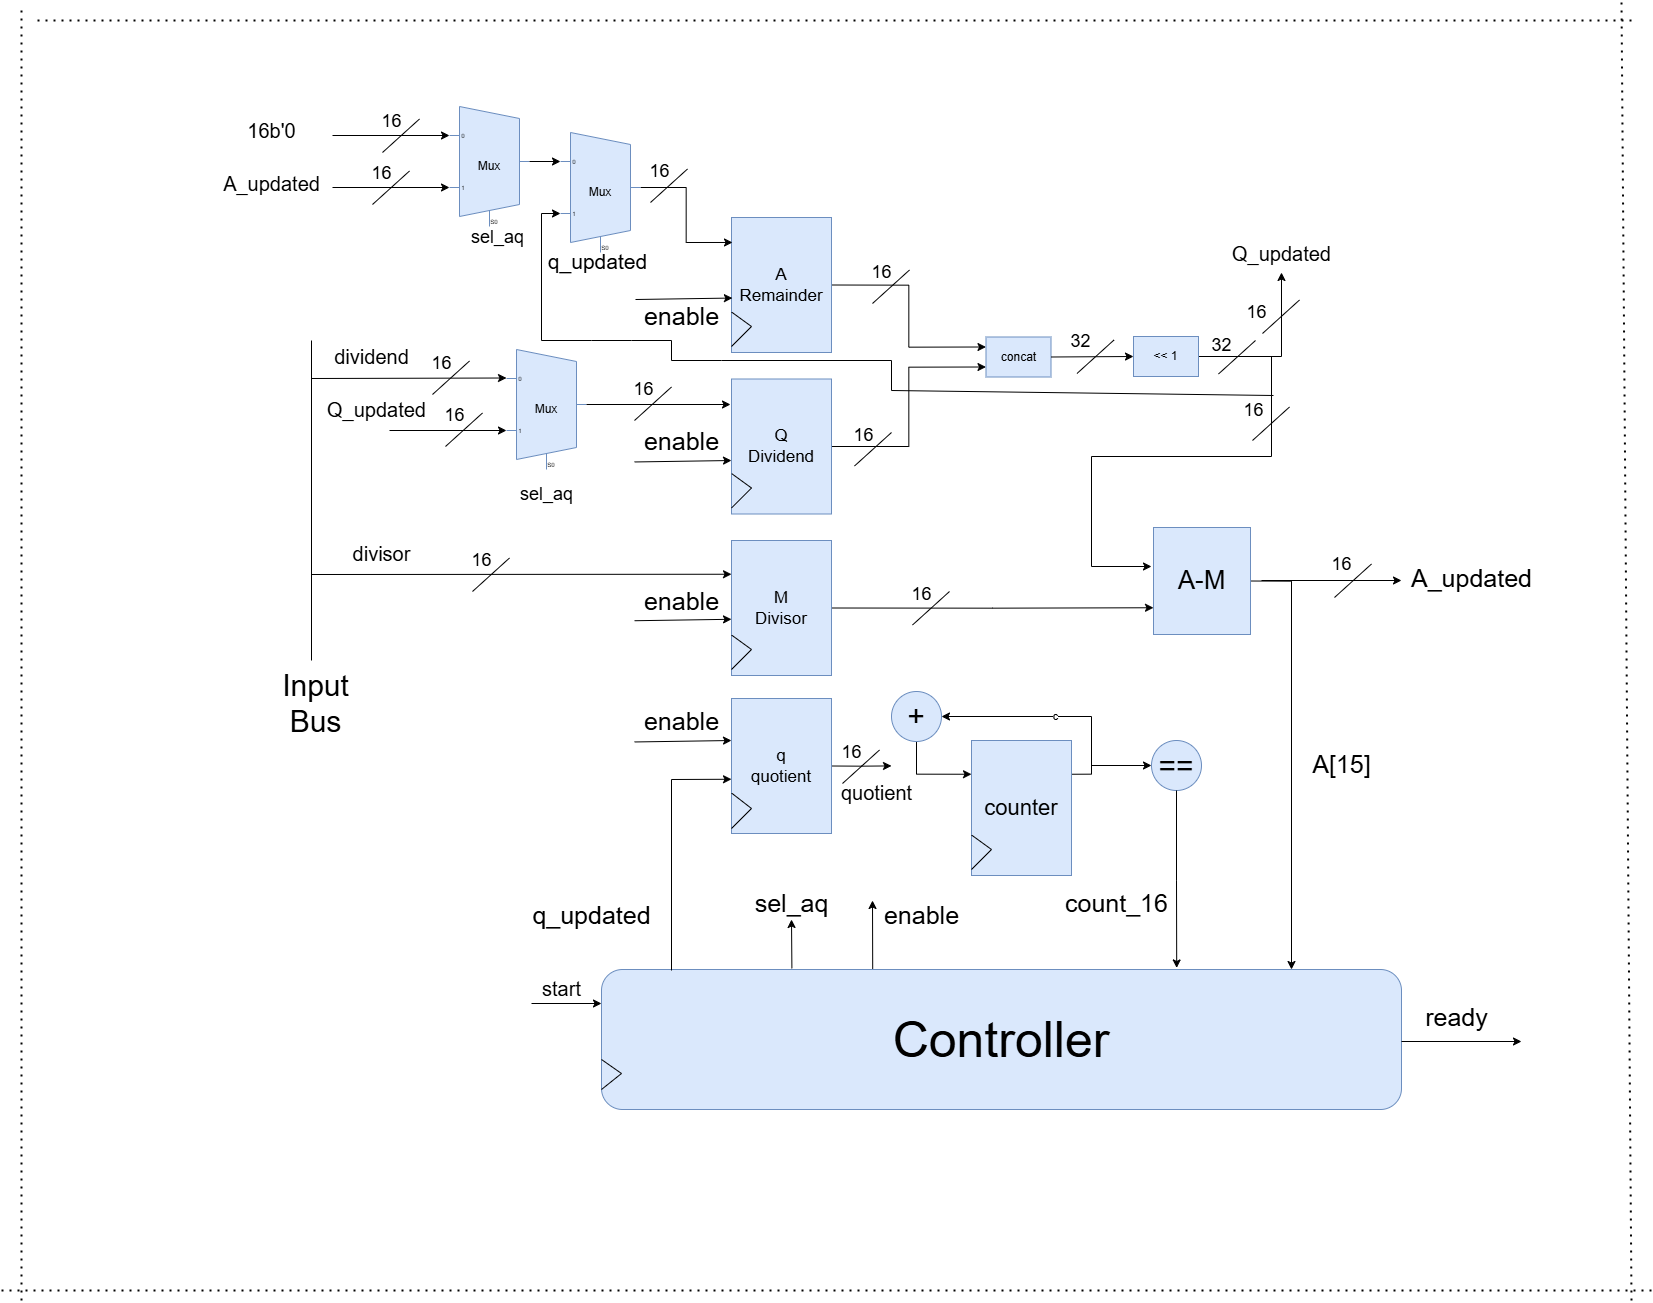 16b'0
16
A_updated
16
0
1
Mux
S0
sel_aq
0
1
Mux
S0
q_updated
16
A
Remainder
enable
16
concat
32
<< 1
32
16
Q_updated
16
dividend
16
Q_updated
16
0
1
Mux
S0
sel_aq
16
enable
Q
Dividend
16
divisor
16
enable
M
Divisor
16
A-M
16
A_updated
Input
Bus
enable
q
quotient
16
quotient
+
c
counter
==
A[15]
q_updated
sel_aq
enable
count_16
start
Controller
ready